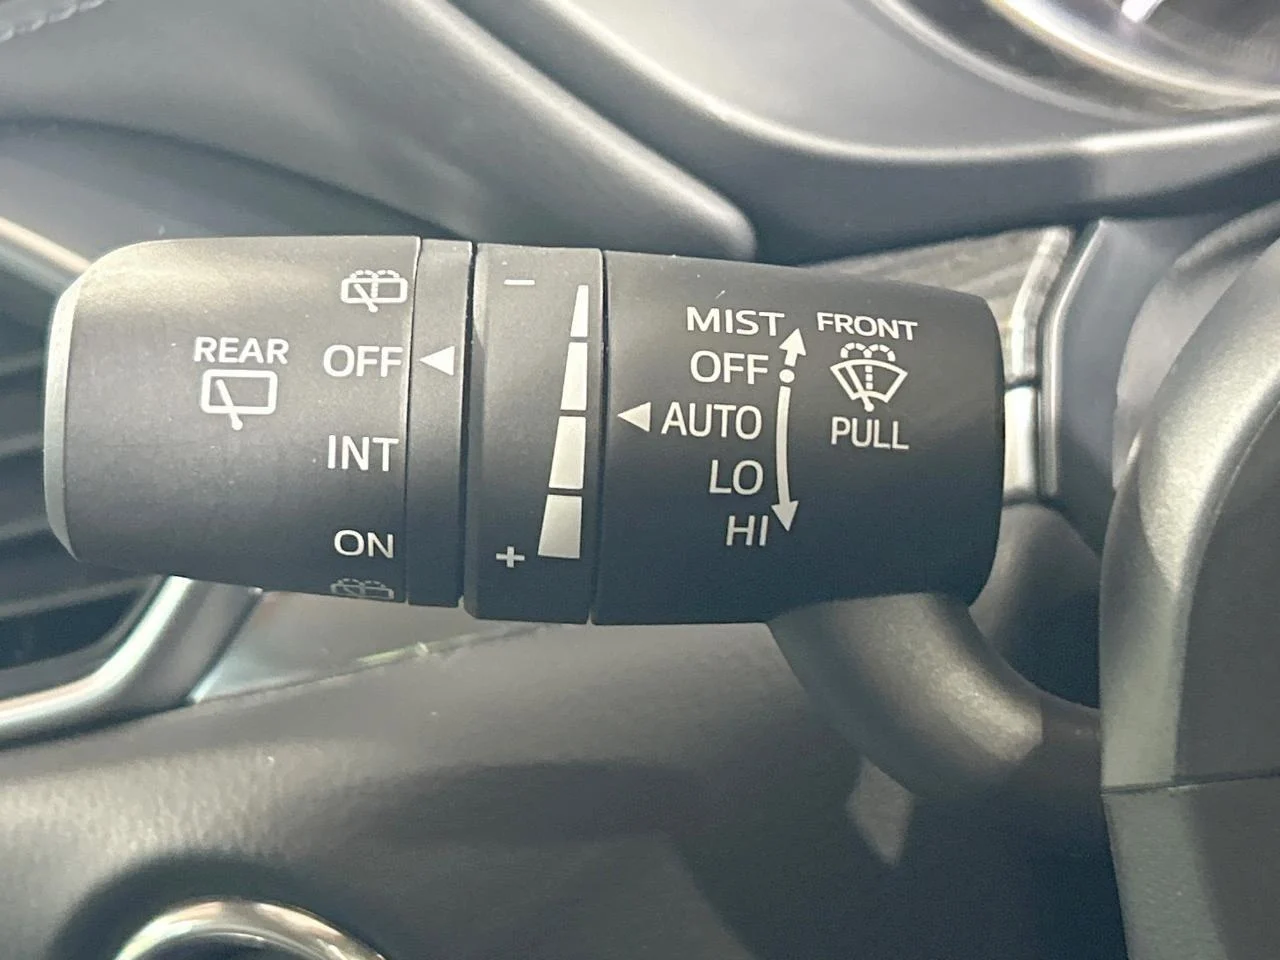 REAR
OFF
INT
ON
−
+
MIST
OFF
AUTO
LO
HI
FRONT
PULL